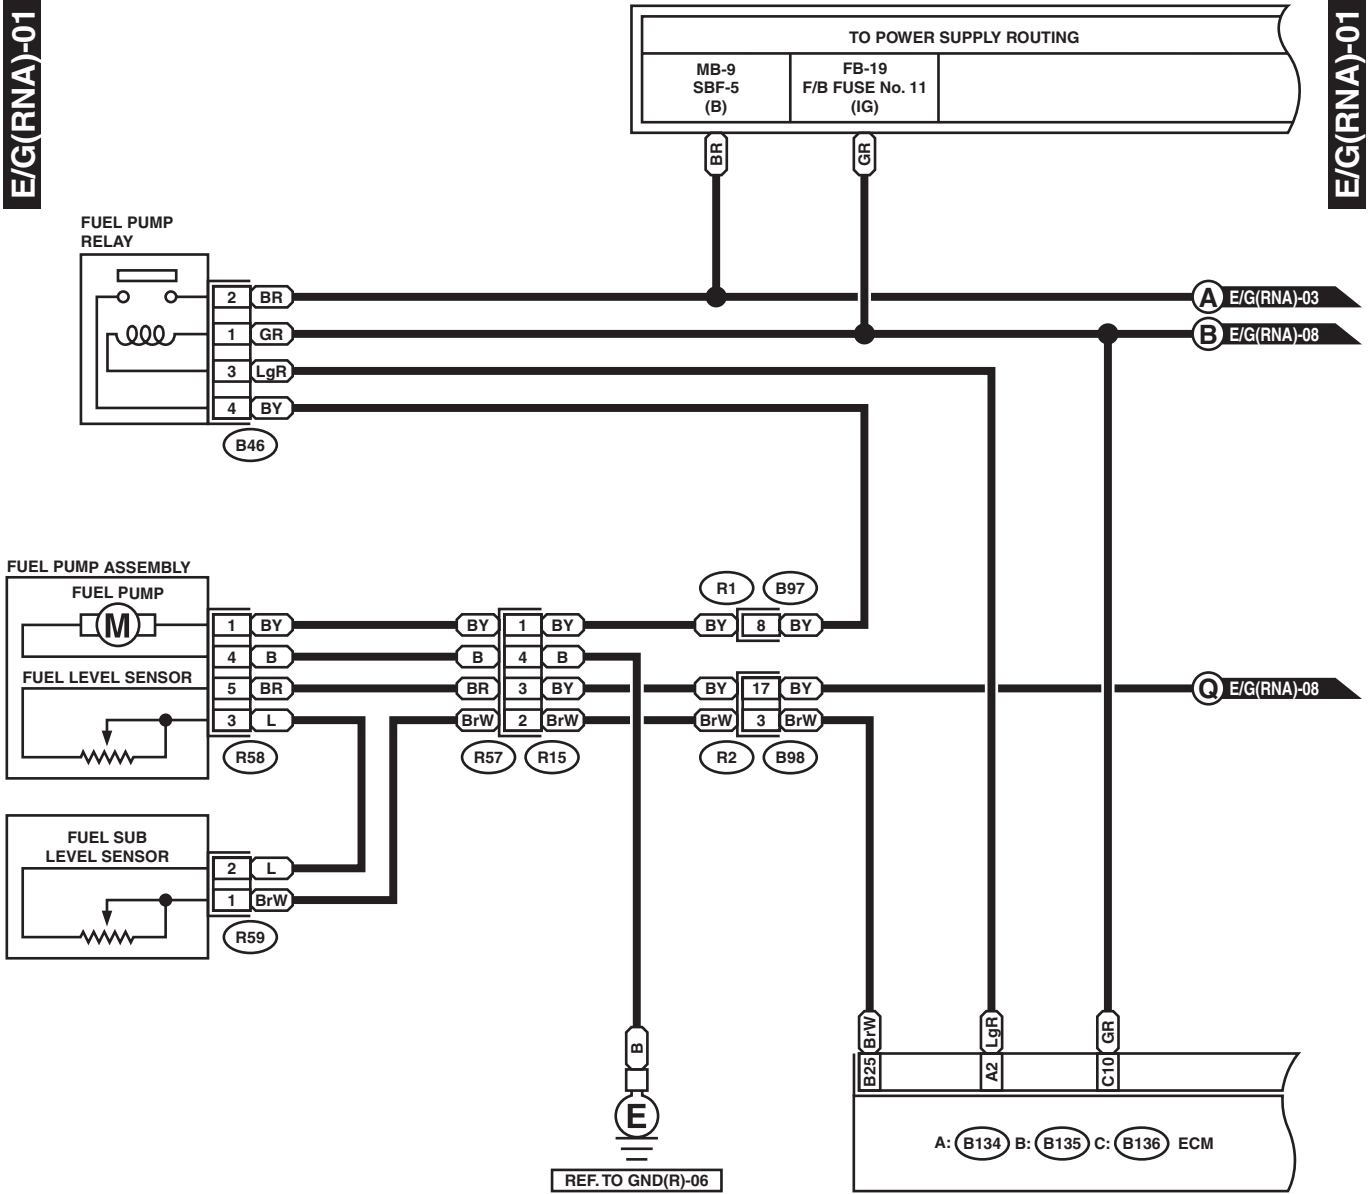 E/G(RNA)-01
E/G(RNA)-01
TO POWER SUPPLY ROUTING
MB-9
SBF-5
(B)
FB-19
F/B FUSE No. 11
(IG)
BR
GR
FUEL PUMP
RELAY
2 BR
A E/G(RNA)-03
1 GR
B E/G(RNA)-08
3 LgR
4 BY
B46
FUEL PUMP ASSEMBLY
FUEL PUMP
M
R1 B97
1 BY BY 1 BY BY 8 BY
4 B B 4 B
FUEL LEVEL SENSOR
5 BR BR 3 BY BY 17 BY
Q E/G(RNA)-08
3 L BrW 2 BrW BrW 3 BrW
R58 R57 R15 R2 B98
FUEL SUB
LEVEL SENSOR
2 L
1 BrW
R59
B
E
REF. TO GND(R)-06
BrW LgR GR
B25 A2 C10
A: B134 B: B135 C: B136 ECM